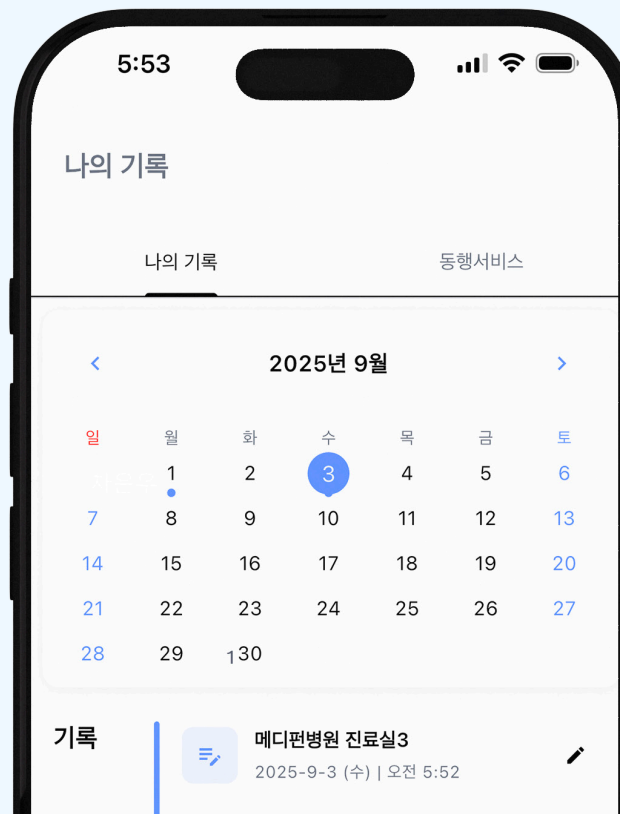 5:53
나의 기록
나의 기록 동행서비스
2025년 9월
일 월 화 수 목 금 토
1 2 3 4 5 6
7 8 9 10 11 12 13
14 15 16 17 18 19 20
21 22 23 24 25 26 27
28 29 130
기록
메디펀병원 진료실3
2025-9-3 (수) | 오전 5:52